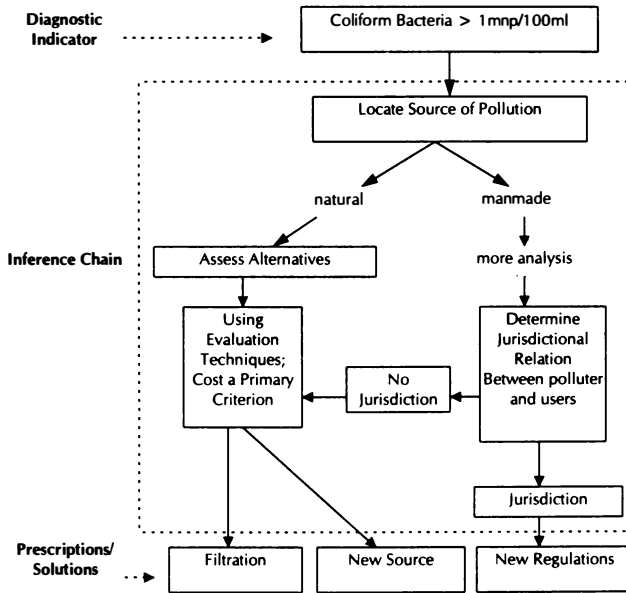 Diagnostic
Indicator
Coliform Bacteria > 1mnp/100ml
Locate Source of Pollution
natural
manmade
Inference Chain
Assess Alternatives
more analysis
Using
Evaluation
Techniques;
Cost a Primary
Criterion
No
Jurisdiction
Determine
Jurisdictional
Relation
Between polluter
and users
Jurisdiction
Prescriptions/
Solutions
Filtration
New Source
New Regulations